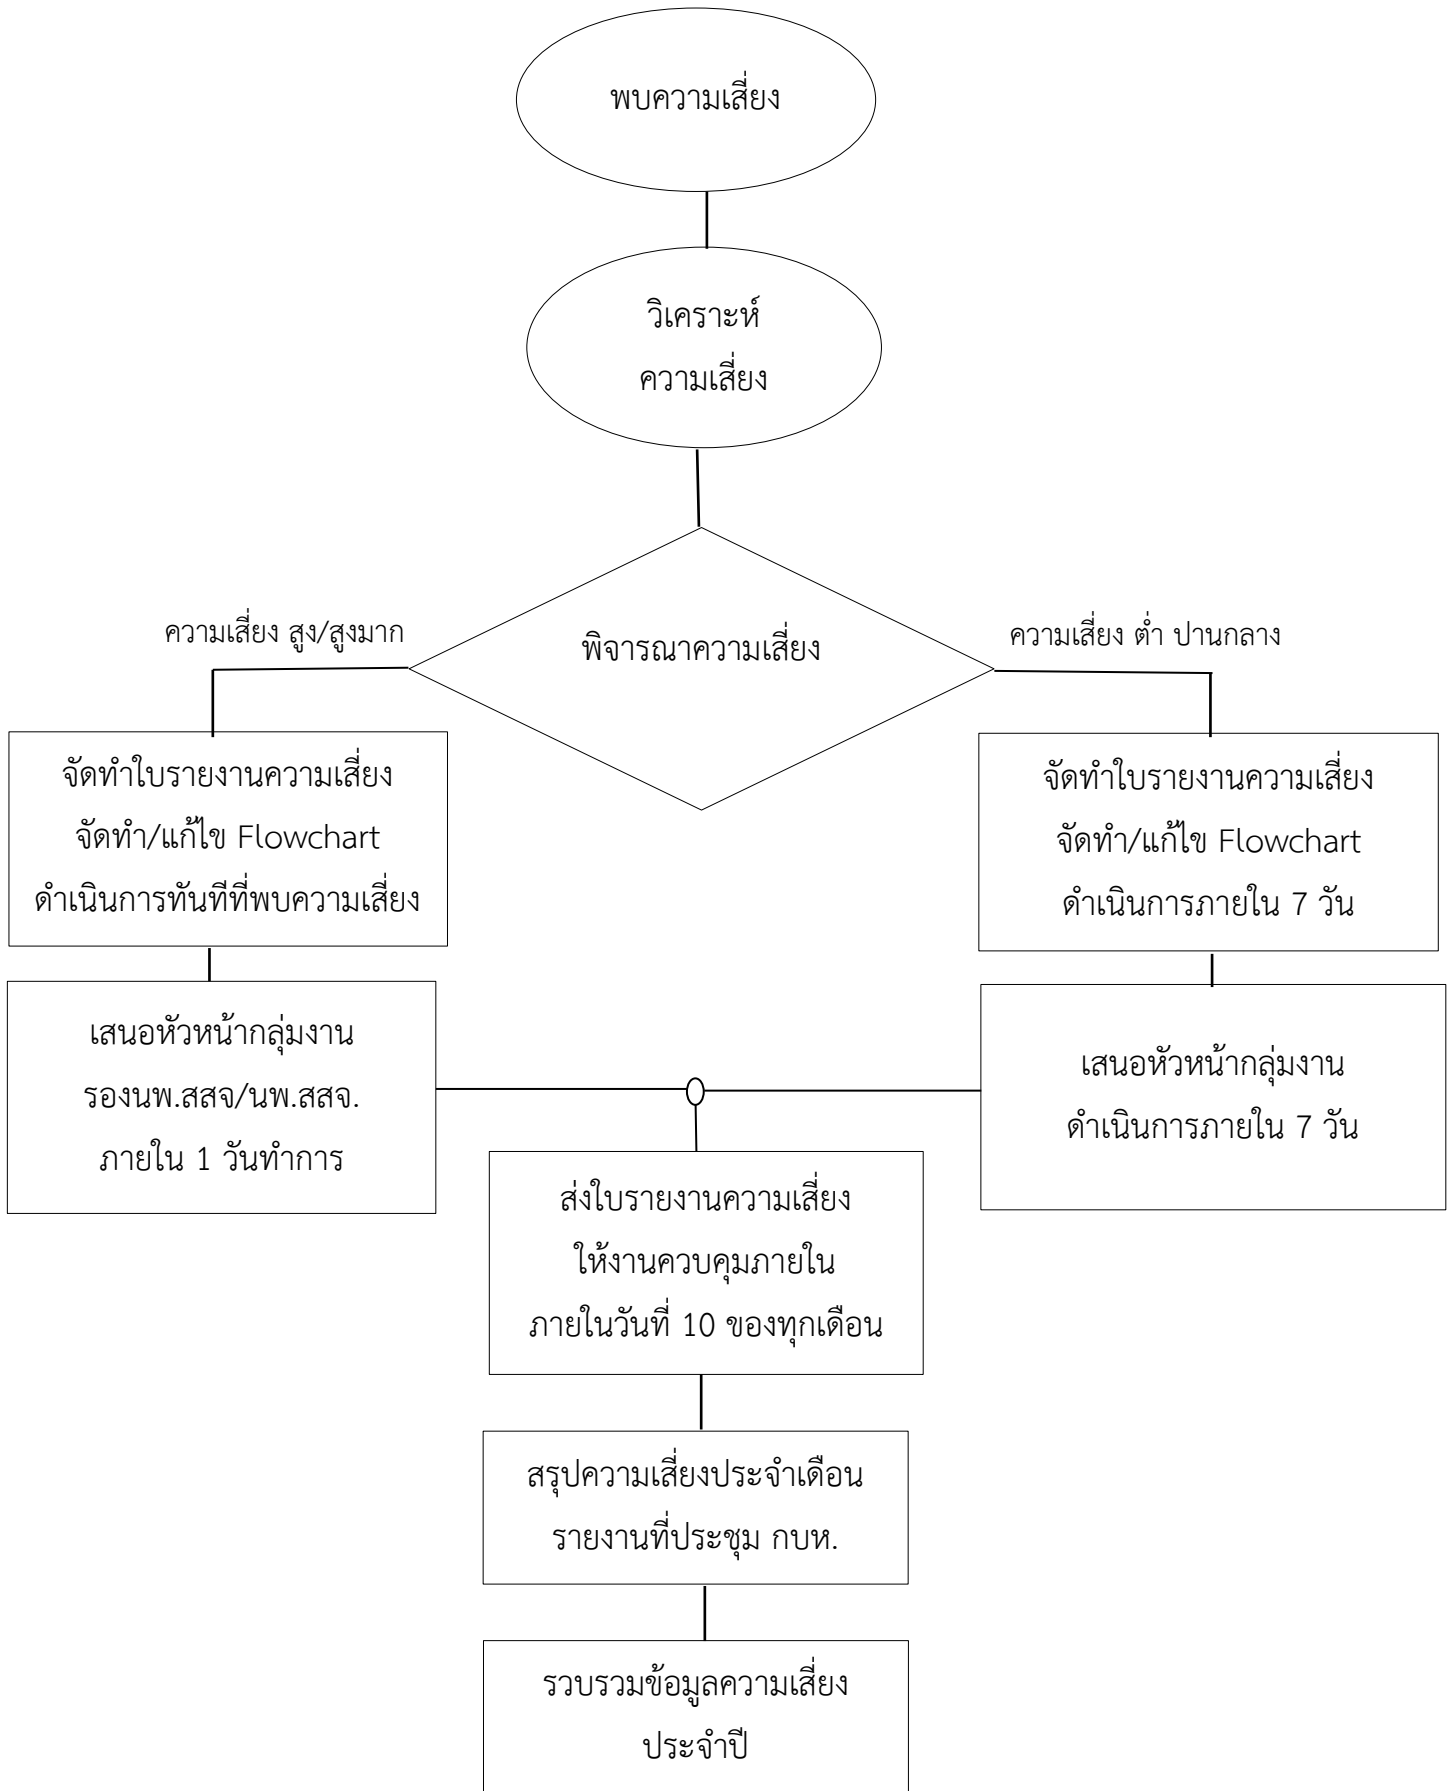 พบความเสี่ยง
วิเคราะห์
ความเสี่ยง
พิจารณาความเสี่ยง
ความเสี่ยง สูง/สูงมาก
ความเสี่ยง ต่ำ ปานกลาง
จัดทำใบรายงานความเสี่ยง
จัดทำ/แก้ไข Flowchart
ดำเนินการทันทีที่พบความเสี่ยง
จัดทำใบรายงานความเสี่ยง
จัดทำ/แก้ไข Flowchart
ดำเนินการภายใน 7 วัน
เสนอหัวหน้ากลุ่มงาน
รองนพ.สสจ/นพ.สสจ.
ภายใน 1 วันทำการ
เสนอหัวหน้ากลุ่มงาน
ดำเนินการภายใน 7 วัน
ส่งใบรายงานความเสี่ยง
ให้งานควบคุมภายใน
ภายในวันที่ 10 ของทุกเดือน
สรุปความเสี่ยงประจำเดือน
รายงานที่ประชุม กบห.
รวบรวมข้อมูลความเสี่ยง
ประจำปี